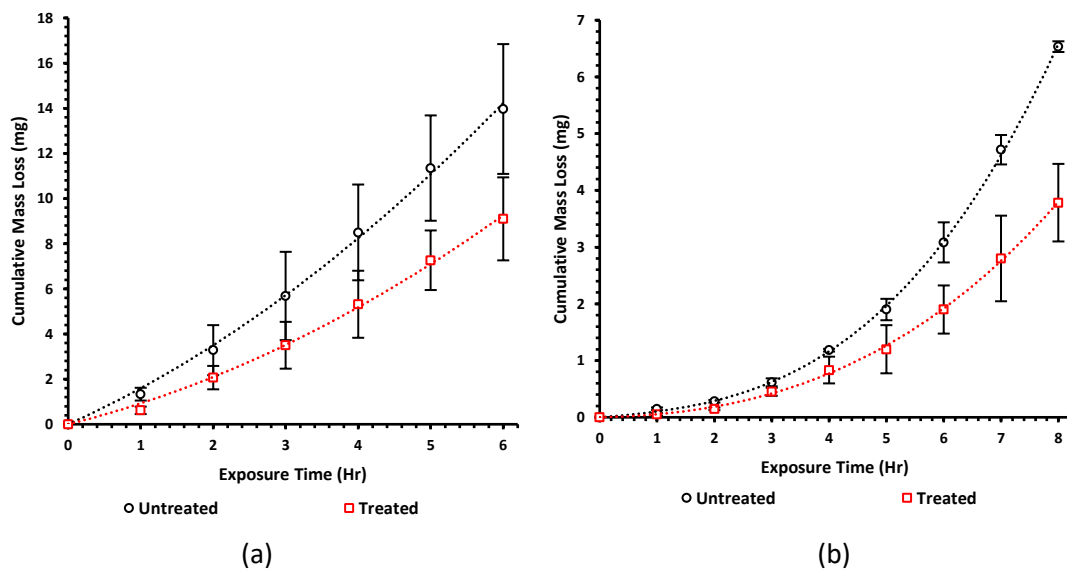 18
16
14
12
10
8
6
4
2
0
Cumulative Mass Loss (mg)
0 1 2 3 4 5 6
Exposure Time (Hr)
Untreated Treated
(a)
7
6
5
4
3
2
1
0
Cumulative Mass Loss (mg)
0 1 2 3 4 5 6 7 8
Exposure Time (Hr)
Untreated Treated
(b)